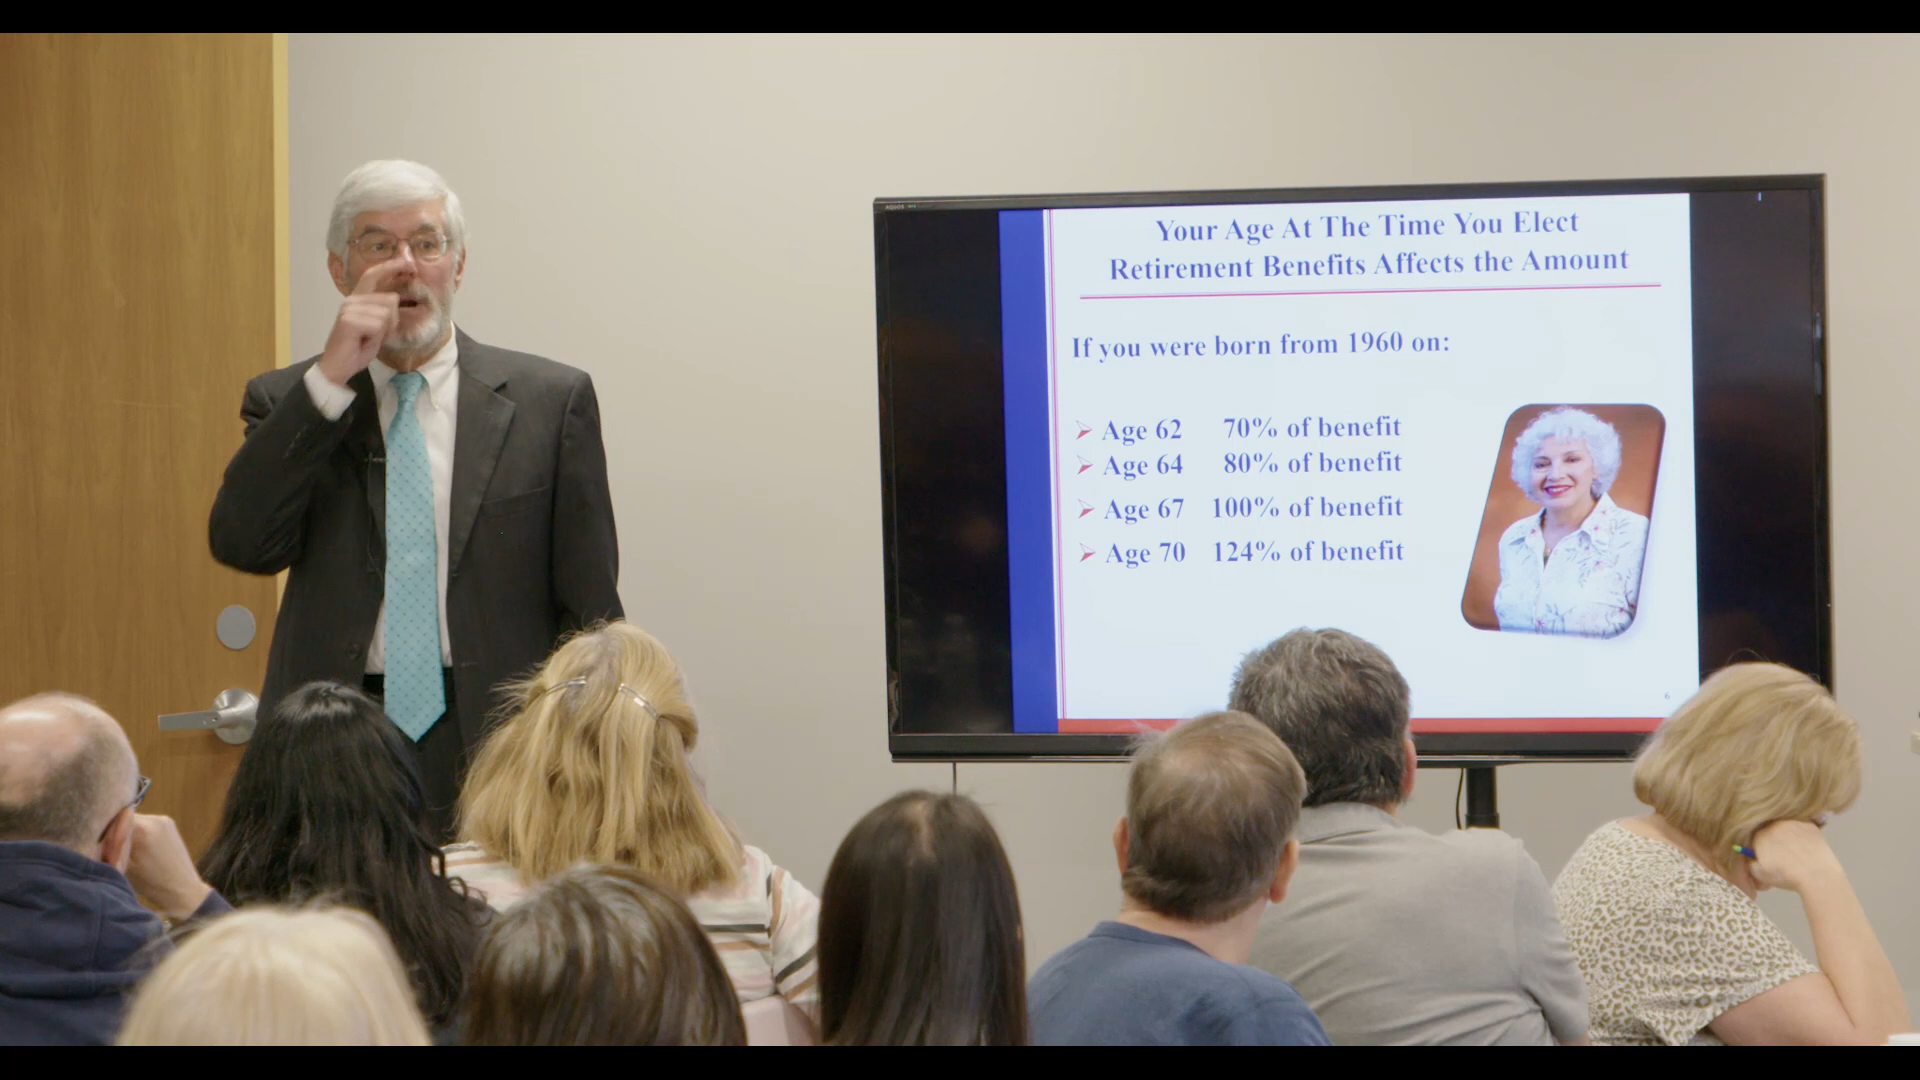 AQUOS
Your Age At The Time You Elect
Retirement Benefits Affects the Amount
If you were born from 1960 on:
Age 62 70% of benefit
Age 64 80% of benefit
Age 67 100% of benefit
Age 70 124% of benefit
6